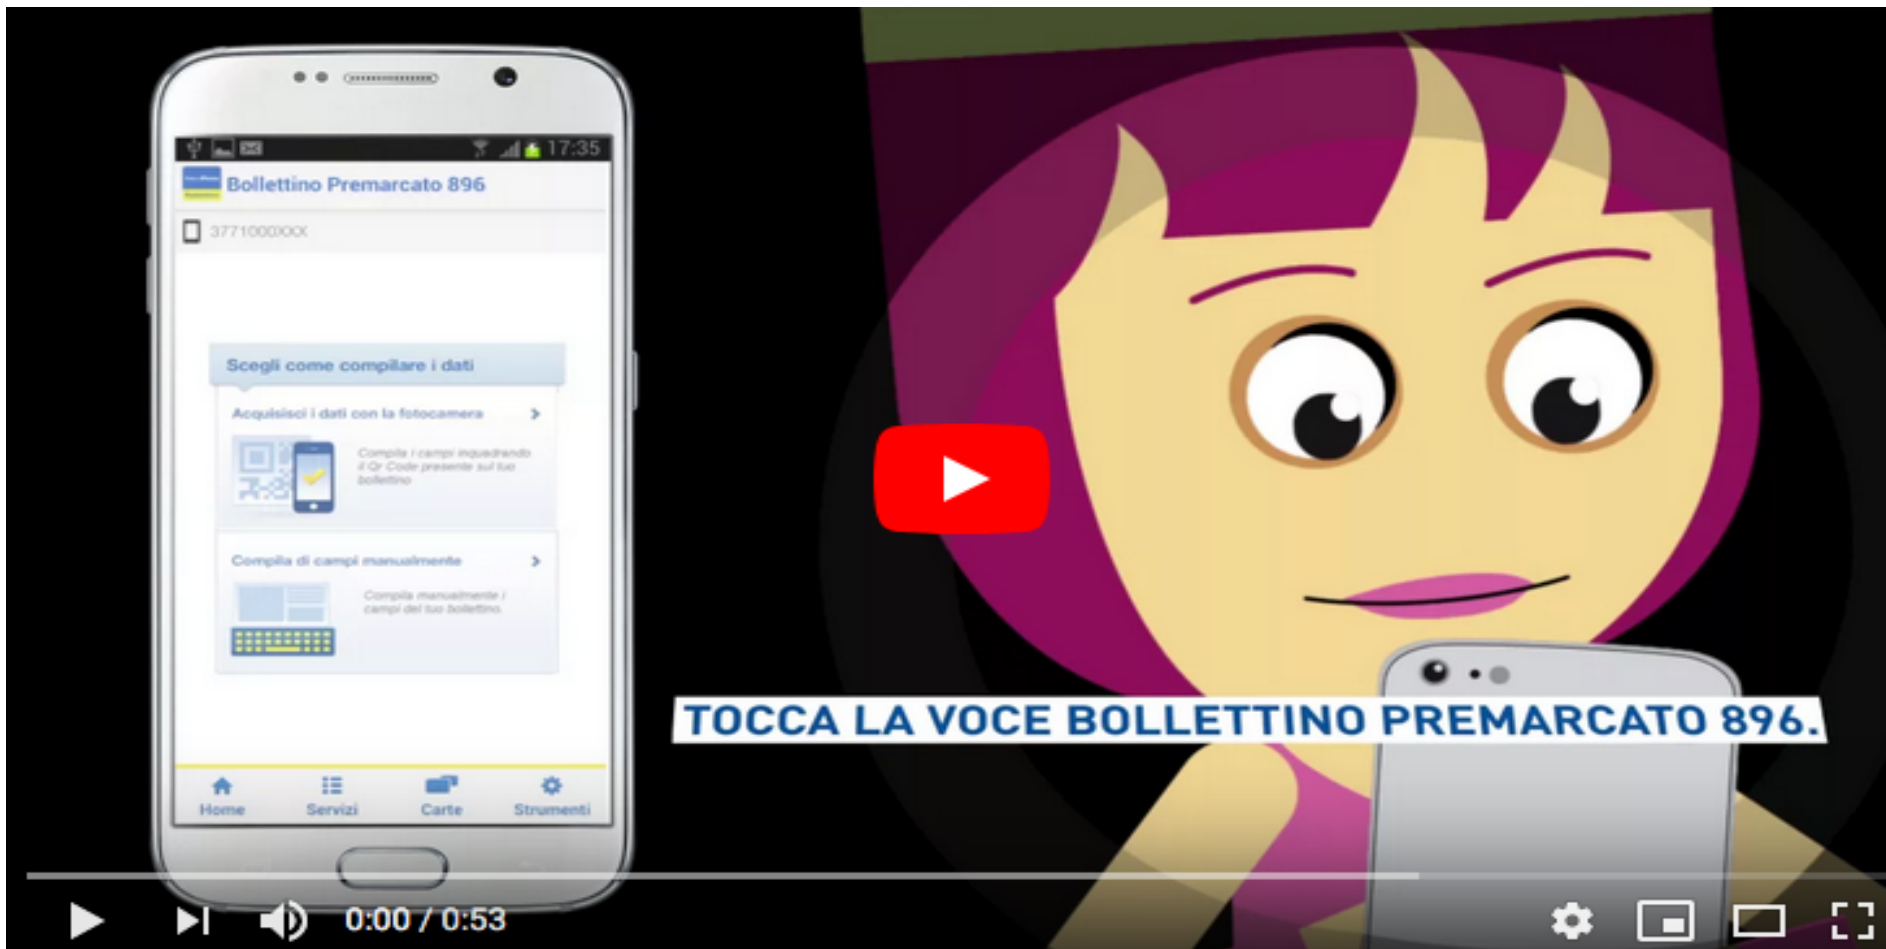 17:35
Bollettino Premarcato 896
3771000XXX
Scegli come compilare i dati
Acquisisci i dati con la fotocamera
Compila i campi inquadrando
il Qr Code presente sul tuo
bollettino
Compila di campi manualmente
Compila manualmente i
campi del tuo bollettino.
Home
Servizi
Carte
Strumenti
TOCCA LA VOCE BOLLETTINO PREMARCATO 896.
0:00 / 0:53